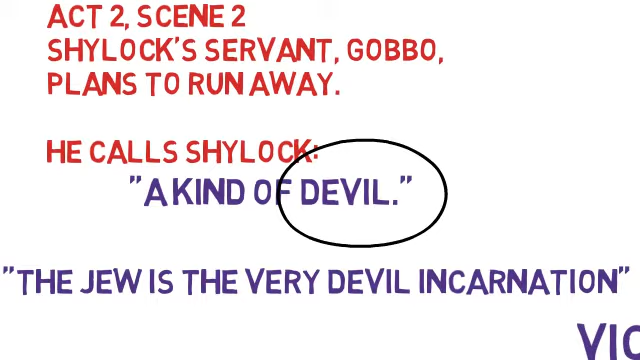 ACT 2, SCENE 2
SHYLOCK'S SERVANT, GOBBO,
PLANS TO RUN AWAY.
HE CALLS SHYLOCK:
"A KIND OF DEVIL."
"THE JEW IS THE VERY DEVIL INCARNATION"